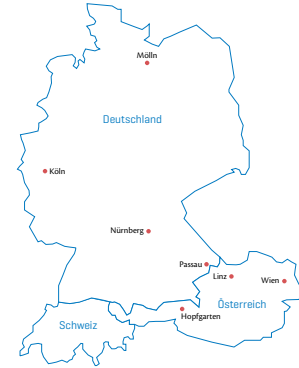 Mölln
Deutschland
Köln
Nürnberg
Passau
Linz
Wien
Österreich
Hopfgarten
Schweiz